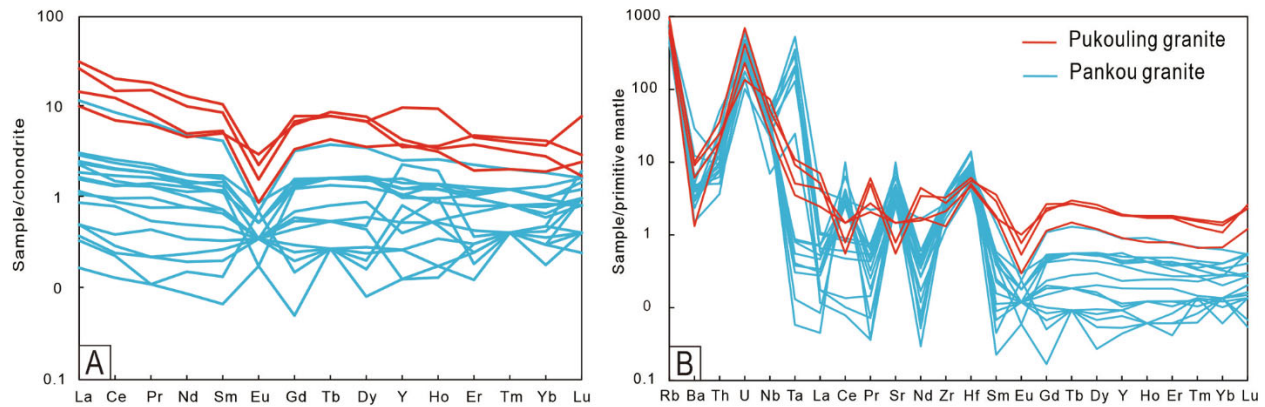 100
10
1
0
0.1
Sample/chondrite
A
La Ce Pr Nd Sm Eu Gd Tb Dy Y Ho Er Tm Yb Lu
1000
100
10
1
0
0.1
Sample/primitive mantle
Pukouling granite
Pankou granite
B
Rb Ba Th U Nb Ta La Ce Pr Sr Nd Zr Hf Sm Eu Gd Tb Dy Y Ho Er Tm Yb Lu